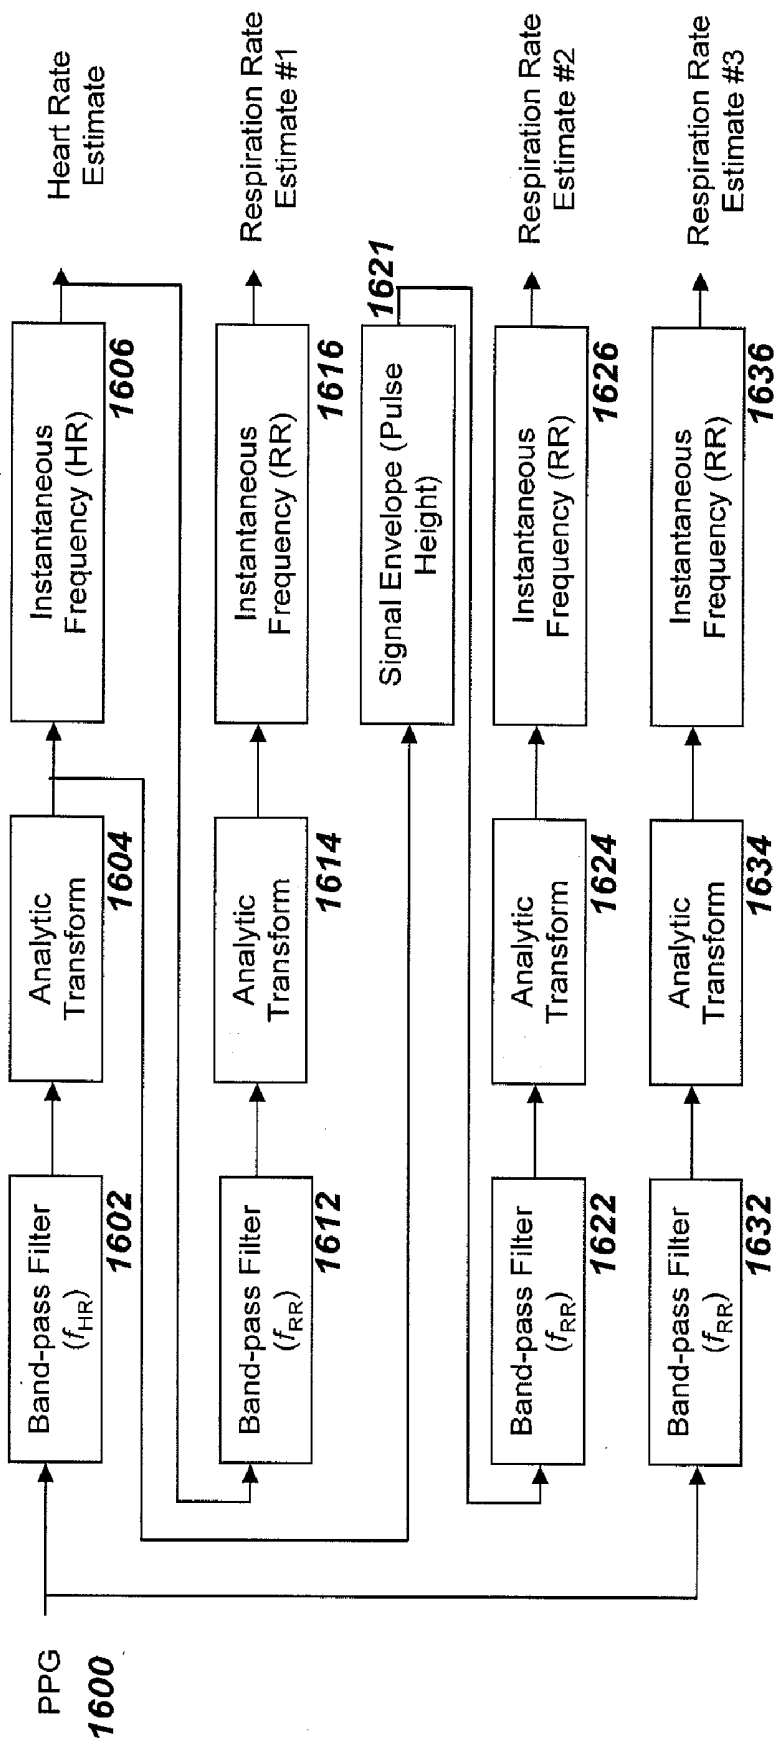 PPG
1600
Band-pass Filter
(fHR)
1602
Analytic
Transform
1604
Instantaneous
Frequency (HR)
1606
Heart Rate
Estimate
Band-pass Filter
(fRR)
1612
Analytic
Transform
1614
Instantaneous
Frequency (RR)
1616
Respiration Rate
Estimate #1
Signal Envelope (Pulse
Height)
1621
Band-pass Filter
(fRR)
1622
Analytic
Transform
1624
Instantaneous
Frequency (RR)
1626
Respiration Rate
Estimate #2
Band-pass Filter
(fRR)
1632
Analytic
Transform
1634
Instantaneous
Frequency (RR)
1636
Respiration Rate
Estimate #3